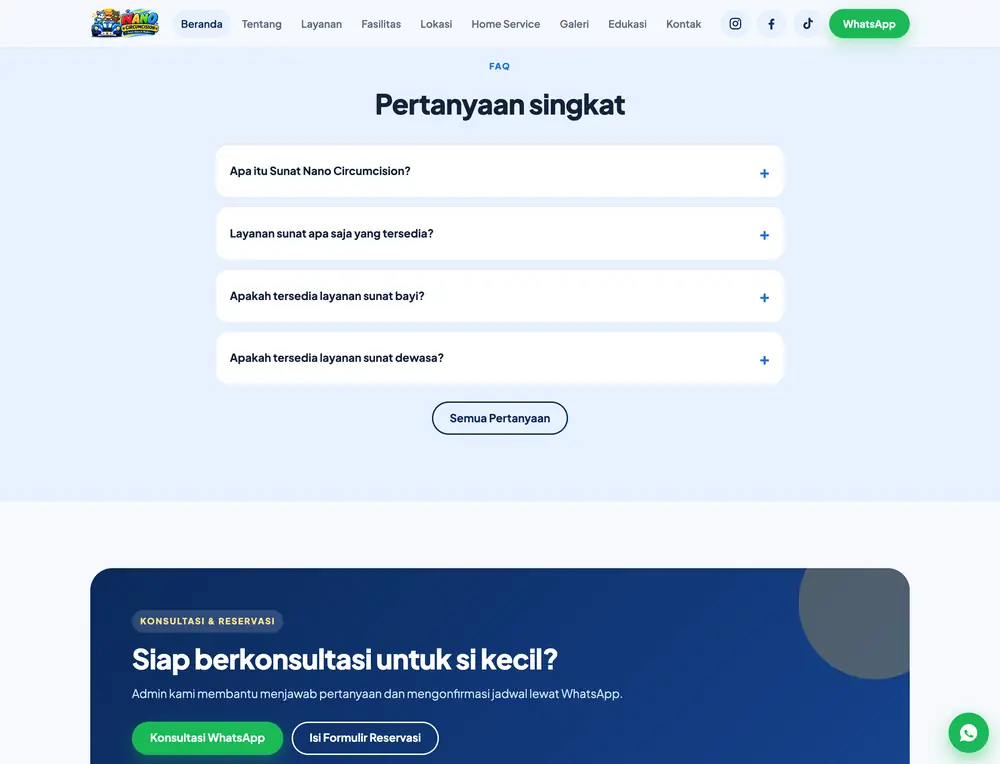 NANO
CIRCUMCISION
Beranda
Tentang
Layanan
Fasilitas
Lokasi
Home Service
Galeri
Edukasi
Kontak
WhatsApp
FAQ
Pertanyaan singkat
Apa itu Sunat Nano Circumcision?
+
Layanan sunat apa saja yang tersedia?
+
Apakah tersedia layanan sunat bayi?
+
Apakah tersedia layanan sunat dewasa?
+
Semua Pertanyaan
KONSULTASI & RESERVASI
Siap berkonsultasi untuk si kecil?
Admin kami membantu menjawab pertanyaan dan mengonfirmasi jadwal lewat WhatsApp.
Konsultasi WhatsApp
Isi Formulir Reservasi